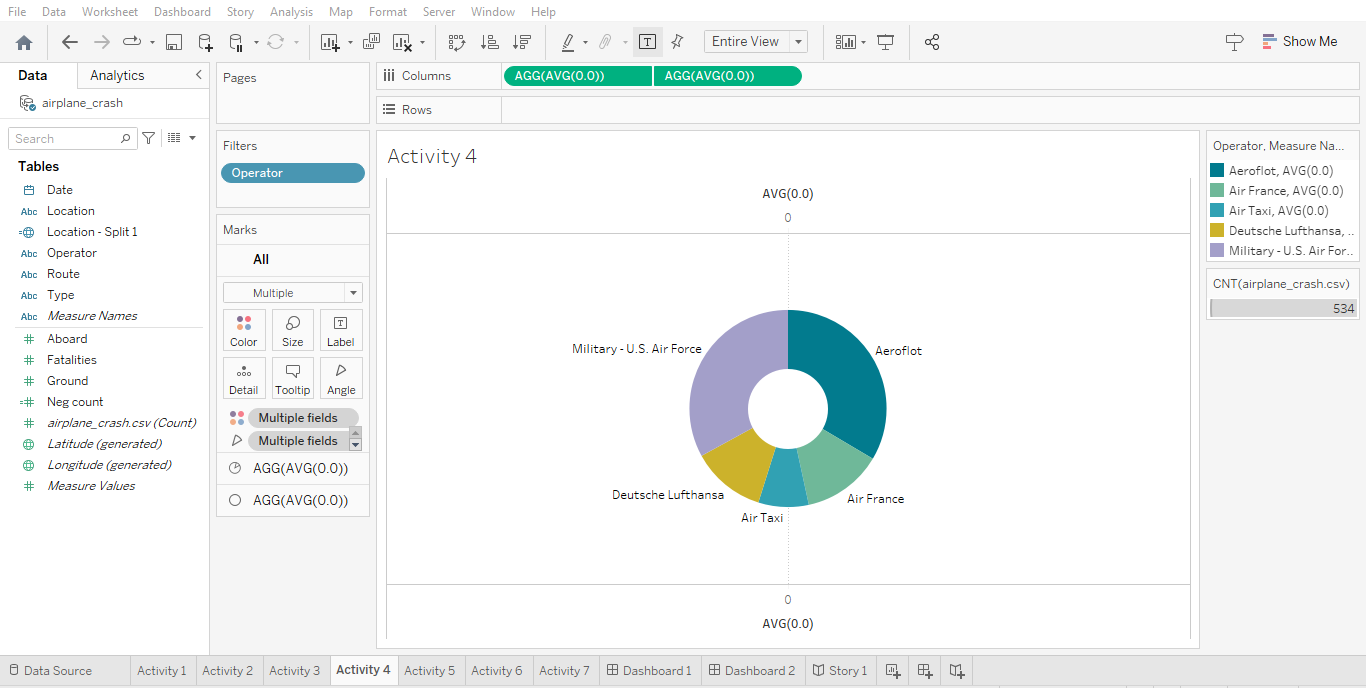 File Data Worksheet Dashboard Story Analysis Map Format Server Window Help
Entire View
Show Me
Data Analytics
airplane_crash
Search
Tables
Date
Abc Location
Location - Split 1
Abc Operator
Abc Route
Abc Type
Abc Measure Names
Aboard
Fatalities
Ground
Neg count
airplane_crash.csv (Count)
Latitude (generated)
Longitude (generated)
Measure Values
Pages
Filters
Operator
Marks
All
Multiple
Color Size Label
Detail Tooltip Angle
Multiple fields
Multiple fields
AGG(AVG(0.0))
AGG(AVG(0.0))
Columns AGG(AVG(0.0)) AGG(AVG(0.0))
Rows
Activity 4
AVG(0.0)
0
Military - U.S. Air Force
Aeroflot
Deutsche Lufthansa
Air France
Air Taxi
0
AVG(0.0)
Operator, Measure Na...
Aeroflot, AVG(0.0)
Air France, AVG(0.0)
Air Taxi, AVG(0.0)
Deutsche Lufthansa, ..
Military - U.S. Air For..
CNT(airplane_crash.csv)
534
Data Source Activity 1 Activity 2 Activity 3 Activity 4 Activity 5 Activity 6 Activity 7 Dashboard 1 Dashboard 2 Story 1